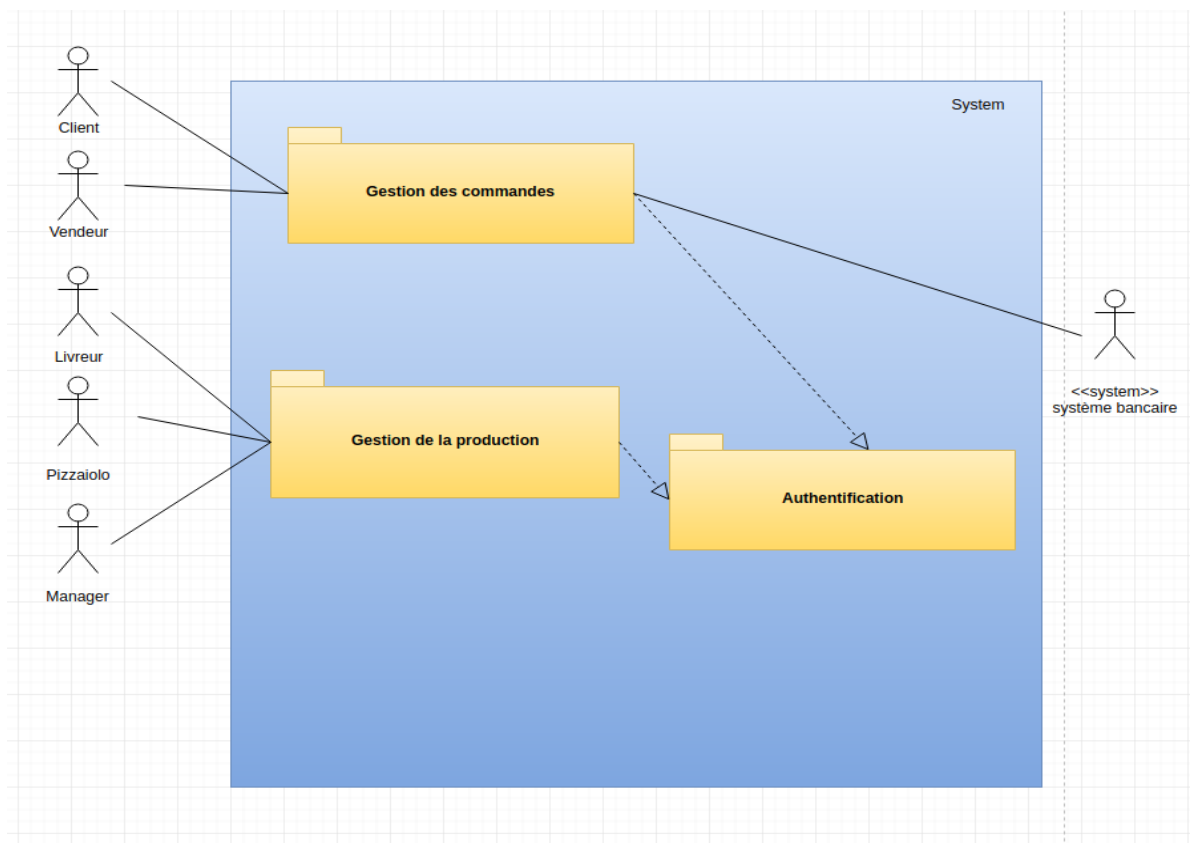 System
Client
Gestion des commandes
Vendeur
Livreur
<<system>>
système bancaire
Gestion de la production
Pizzaiolo
Authentification
Manager